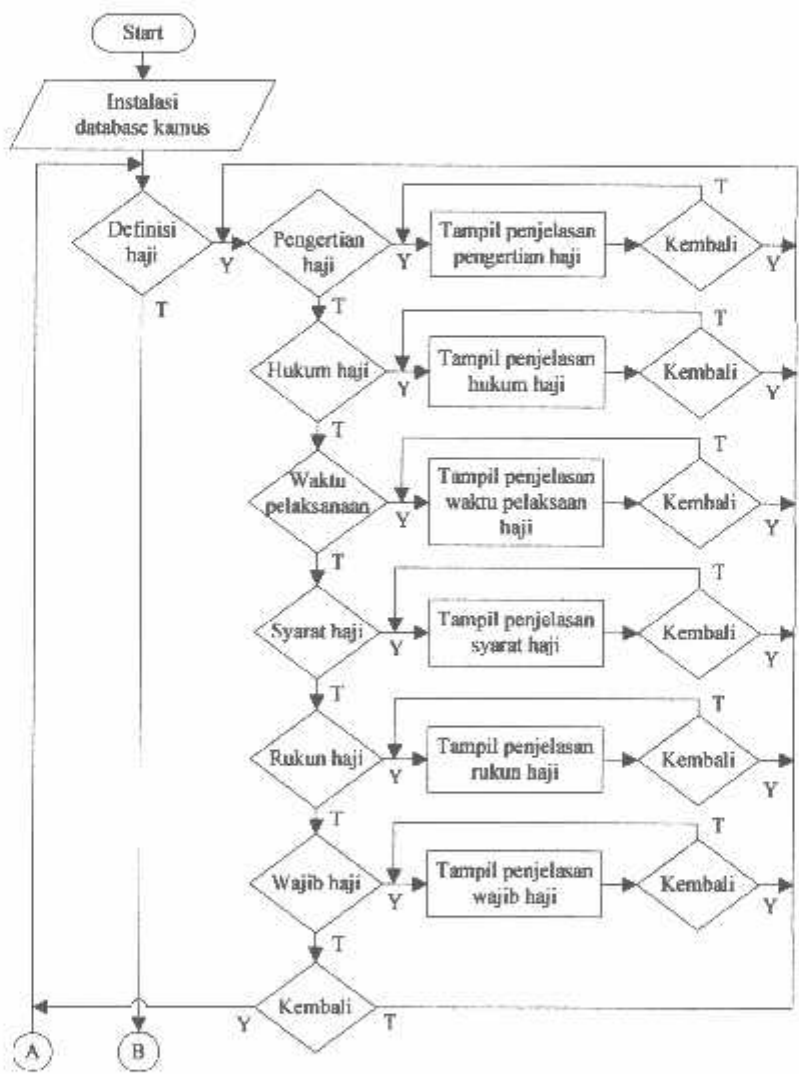 Start
Instalasi
database kamus
Definisi
haji
Y
T
Pengertian
haji
Y
T
Tampil penjelasan
pengertian haji
Kembali
T
Y
Hukum haji
Y
T
Tampil penjelasan
hukum haji
Kembali
T
Y
Waktu
pelaksanaan
Y
T
Tampil penjelasan
waktu pelaksaan
haji
Kembali
T
Y
Syarat haji
Y
T
Tampil penjelasan
syarat haji
Kembali
T
Y
Rukun haji
Y
T
Tampil penjelasan
rukun haji
Kembali
T
Y
Wajib haji
Y
T
Tampil penjelasan
wajib haji
Kembali
T
Y
Kembali
Y
T
A
B